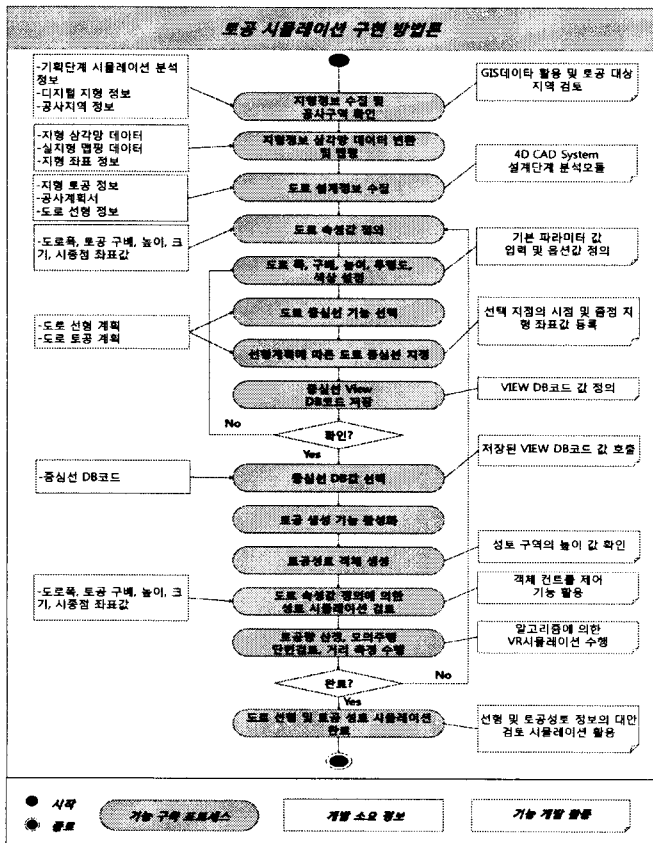 토공 시뮬레이션 구현 방법론
-기획단계 시뮬레이션 분석
정보
-디지털 지형 정보
-공사지역 정보
지형정보 수집 및
공사구역 확인
GIS데이타 활용 및 토공 대상
지역 검토
-지형 삼각망 데이터
-실지형 맵핑 데이터
-지형 좌표 정보
지형정보 삼각망 데이터 변환
및 맵핑
-지형 토공 정보
-공사계획서
-도로 선형 정보
도로 설계정보 수집
4D CAD System
설계단계 분석모듈
-도로폭, 토공 구배, 높이, 크
기, 시종점 좌표값
도로 속성값 정의
도로 폭, 구배, 높이, 투명도,
색상 설정
기본 파라미터 값
입력 및 옵션값 정의
-도로 선형 계획
-도로 토공 계획
도로 중심선 기능 선택
선형계획에 따른 도로 중심선 지정
선택 지점의 시점 및 종점 지
형 좌표값 등록
중심선 View
DB코드 저장
VIEW DB코드 값 정의
No
확인?
Yes
-중심선 DB코드
중심선 DB값 선택
저장된 VIEW DB코드 값 호출
토공 생성 기능 활성화
토공성토 객체 생성
성토 구역의 높이 값 확인
-도로폭, 토공 구배, 높이, 크
기, 시종점 좌표값
도로 속성값 정의에 의한
성토 시뮬레이션 검토
객체 컨트롤 제어
기능 활용
토공량 산정, 모의주행
단면검토, 거리 측정 수행
알고리즘에 의한
VR시뮬레이션 수행
No
완료?
Yes
도로 선형 및 토공 성토 시뮬레이션
완료
선형 및 토공성토 정보의 대안
검토 시뮬레이션 활용
시작
종료
기능 구축 프로세스
개발 소요 정보
기능 개발 활용